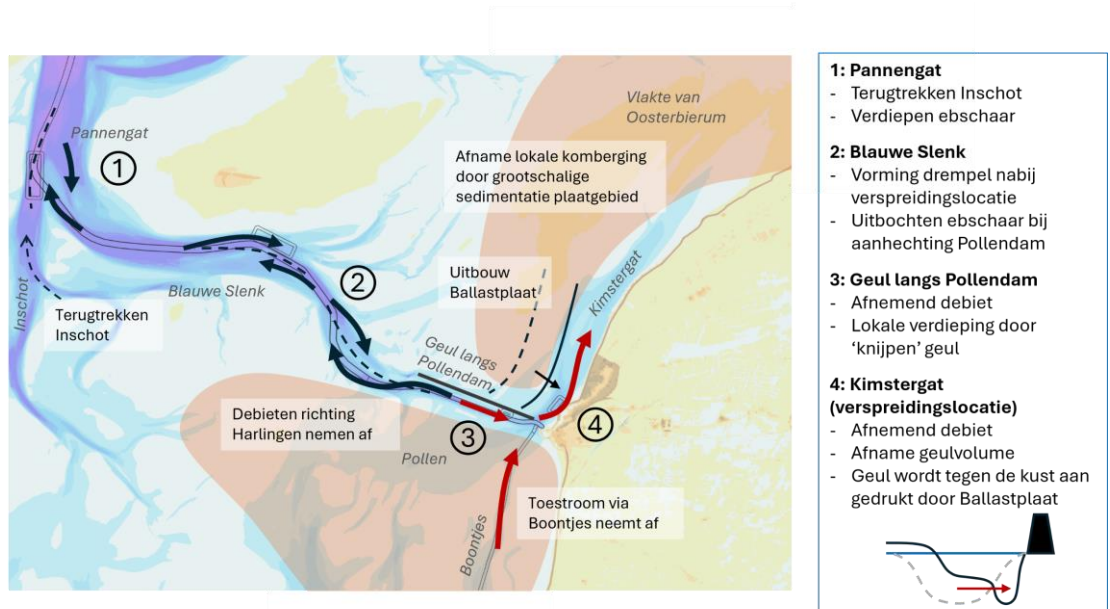 Pannengat
1
Vlakte van
Oosterbierum
Afname lokale komberging
door grootschalige
sedimentatie plaatgebied
Uitbouw
Ballastplaat
Kimstergat
2
Blauwe Slenk
Inschot
Terugtrekken
Inschot
Geul langs
Pollendam
Debieten richting
Harlingen nemen af
3
4
Pollen
Toestroom via
Boontjes neemt af
Boontjes
1: Pannengat
- Terugtrekken Inschot
- Verdiepen ebschaar
2: Blauwe Slenk
- Vorming drempel nabij
verspreidingslocatie
- Uitbochten ebschaar bij
aanhechting Pollendam
3: Geul langs Pollendam
- Afnemend debiet
- Lokale verdieping door
‘knijpen’ geul
4: Kimstergat
(verspreidingslocatie)
- Afnemend debiet
- Afname geulvolume
- Geul wordt tegen de kust aan
gedrukt door Ballastplaat